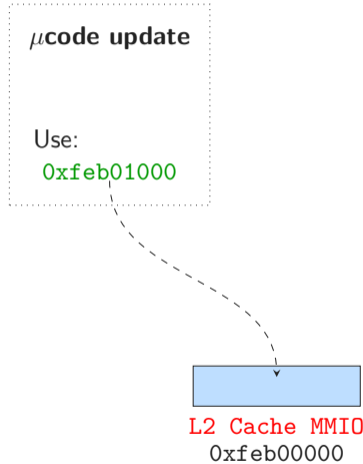 μcode update
Use:
0xfeb01000
L2 Cache MMIO
0xfeb00000